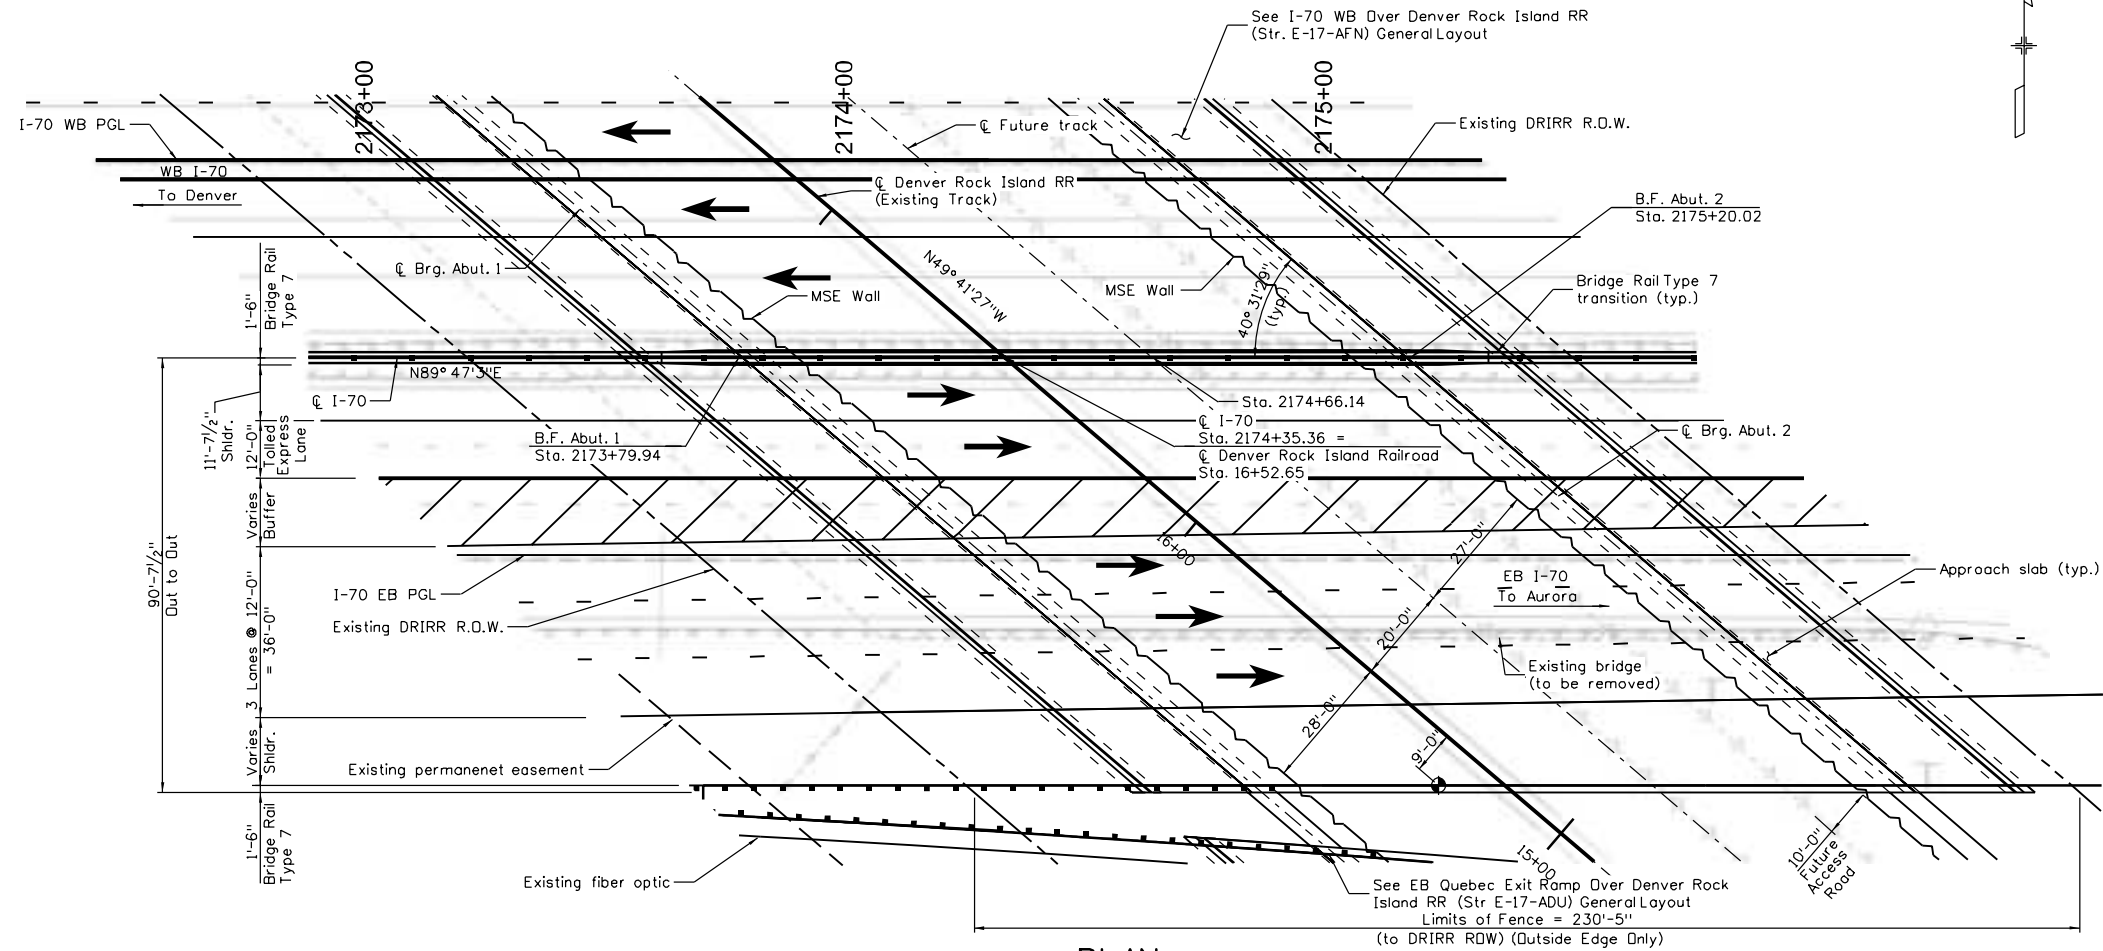 See I-70 WB Over Denver Rock Island RR
(Str. E-17-AFN) General Layout
2173+00
2174+00
2175+00
I-70 WB PGL
℄ Future track
Existing DRIRR R.O.W.
WB I-70
To Denver
℄ Denver Rock Island RR
(Existing Track)
B.F. Abut. 2
Sta. 2175+20.02
℄ Brg. Abut. 1
MSE Wall
N49° 41'27"W
MSE Wall
40° 31'29"
(typ.)
Bridge Rail Type 7
transition (typ.)
1'-6"
Bridge Rail
Type 7
N89° 47'31"E
℄ I-70
Sta. 2174+66.14
℄ I-70
Sta. 2174+35.36 =
℄ Denver Rock Island Railroad
Sta. 16+52.65
℄ Brg. Abut. 2
B.F. Abut. 1
Sta. 2173+79.94
11'-7 1/2"
Shldr.
12'-0"
Tolled
Express
Lane
Varies
Buffer
90'-7 1/2"
Out to Out
3 Lanes @ 12'-0"
= 36'-0"
Varies
Shldr.
1'-6"
Bridge Rail
Type 7
I-70 EB PGL
Existing DRIRR R.O.W.
16+00
27'-0"
20'-0"
28'-0"
9'-0"
EB I-70
To Aurora
Approach slab (typ.)
Existing bridge
(to be removed)
Existing permanenet easement
Existing fiber optic
15+00
10'-0"
Future
Access
Road
See EB Quebec Exit Ramp Over Denver Rock
Island RR (Str E-17-ADU) General Layout
Limits of Fence = 230'-5"
(to DRIRR ROW) (Outside Edge Only)